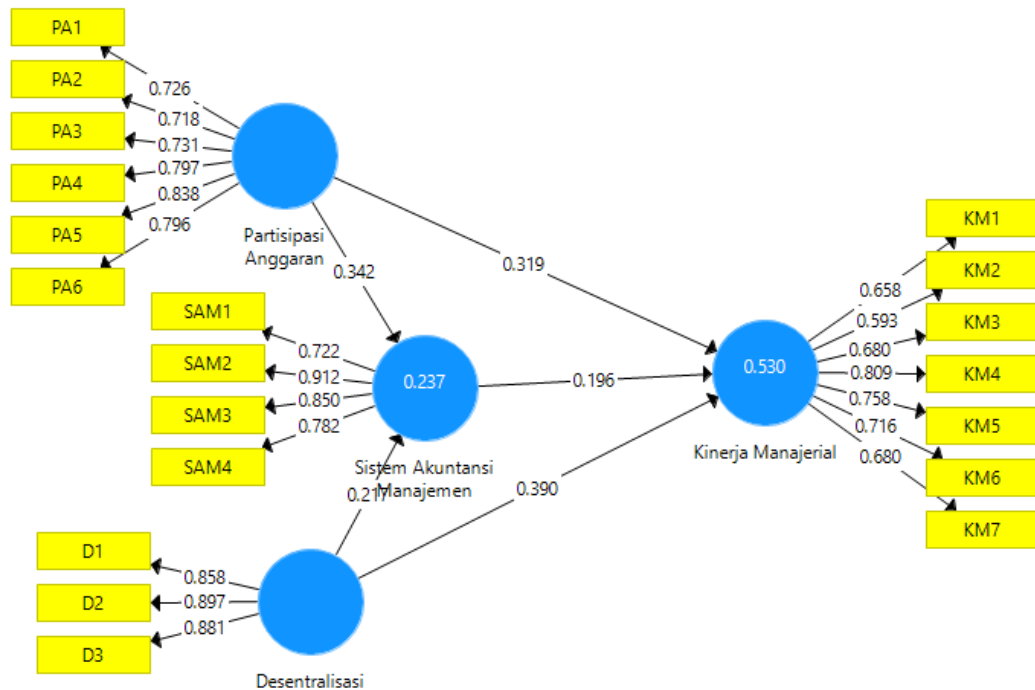 PA1
PA2
PA3
PA4
PA5
PA6
0.726
0.718
0.731
0.797
0.838
0.796
Partisipasi
Anggaran
0.342
0.319
SAM1
SAM2
SAM3
SAM4
0.722
0.912
0.850
0.782
0.237
Sistem Akuntansi
Manajemen
0.196
0.217
0.390
D1
D2
D3
0.858
0.897
0.881
Desentralisasi
0.530
Kinerja Manajerial
0.658
0.593
0.680
0.809
0.758
0.716
0.680
KM1
KM2
KM3
KM4
KM5
KM6
KM7